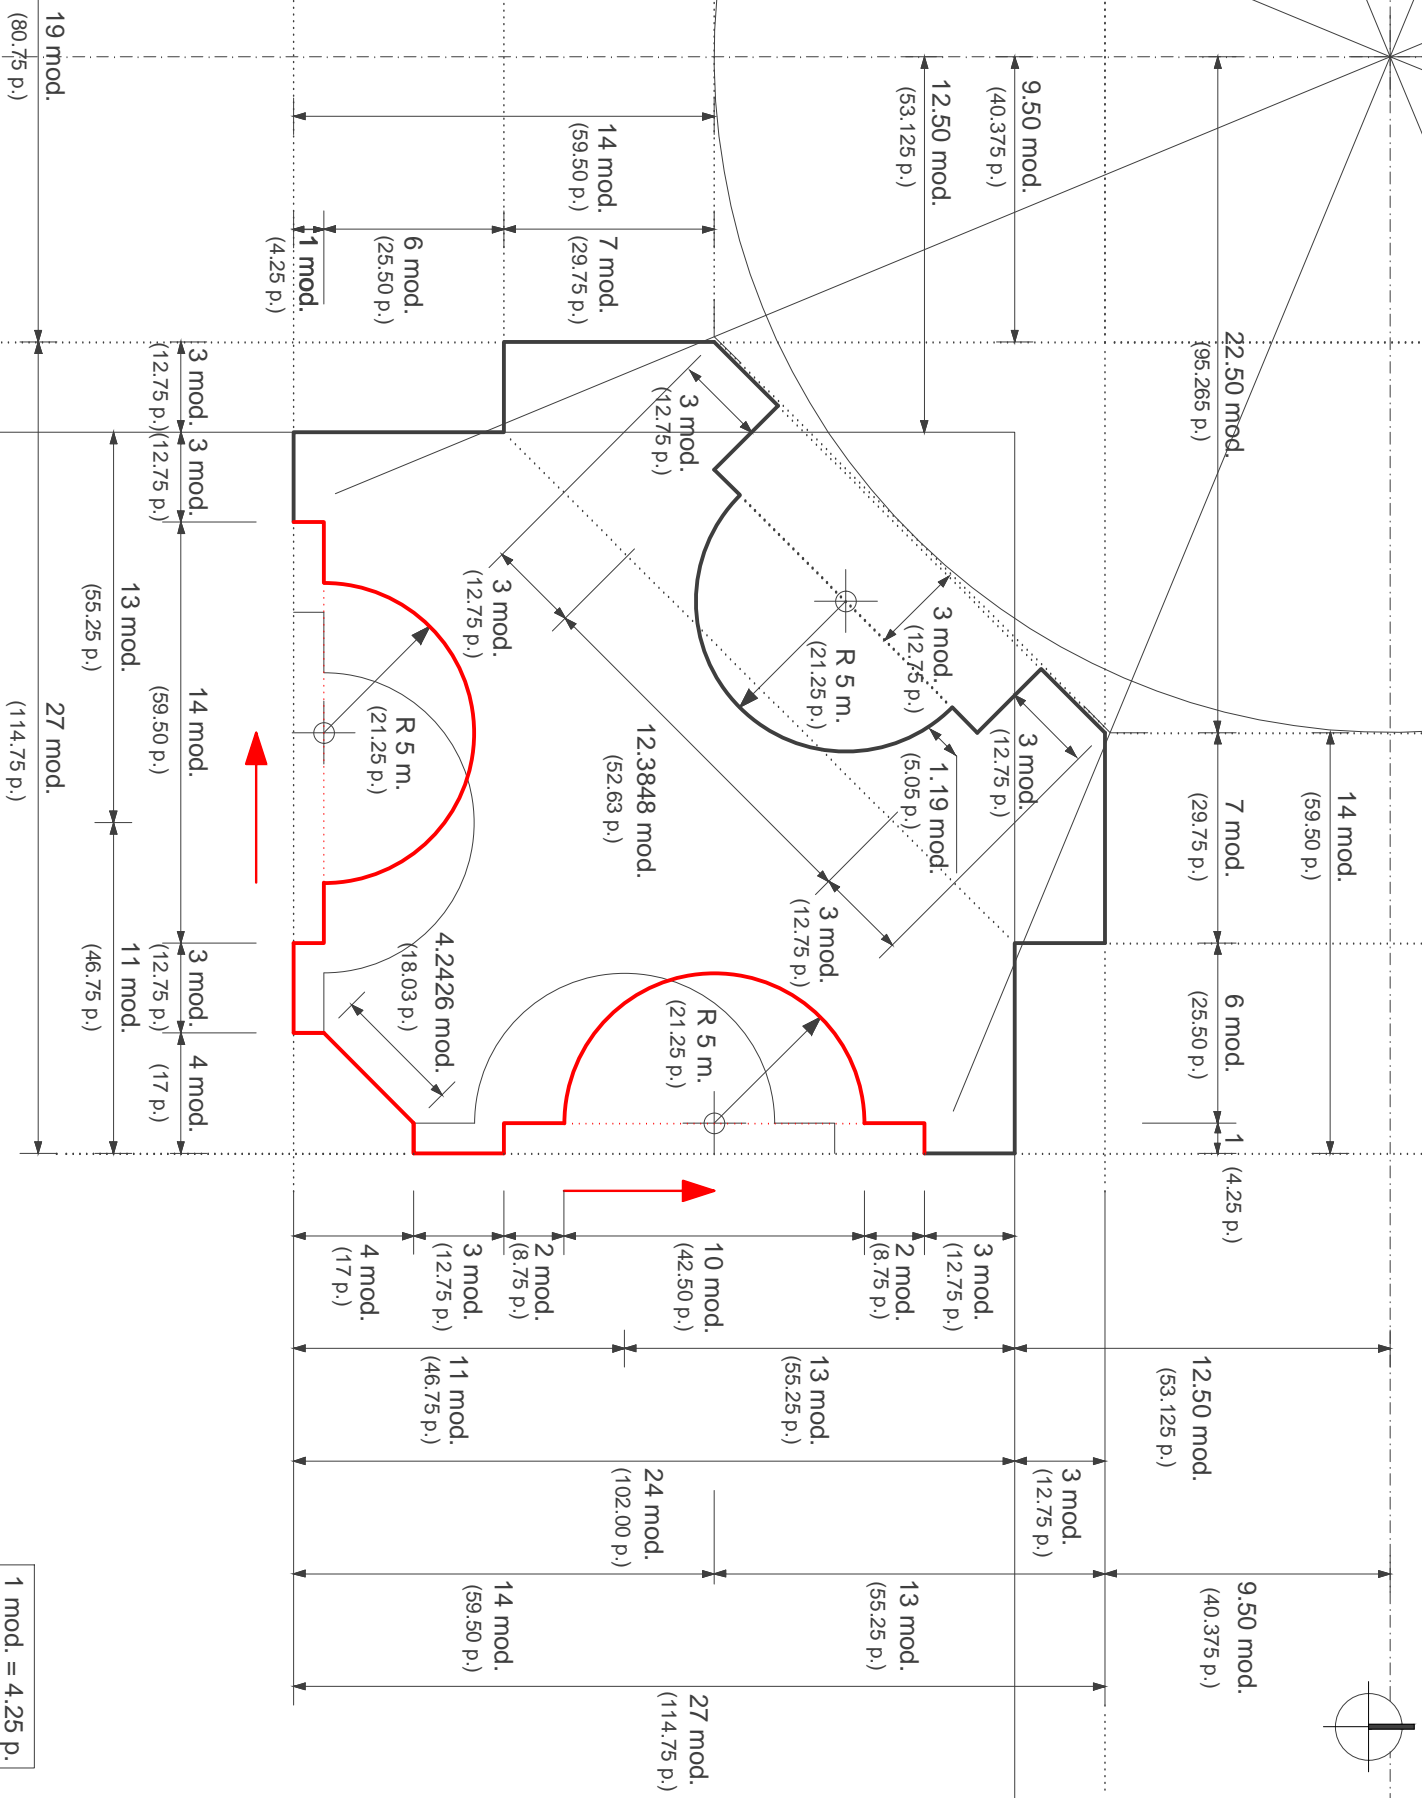 19 mod.
(80.75 p.)
14 mod.
(59.50 p.)
12.50 mod.
(53.125 p.)
9.50 mod.
(40.375 p.)
1 mod.
(4.25 p.)
6 mod.
(25.50 p.)
7 mod.
(29.75 p.)
22.50 mod.
(95.265 p.)
3 mod.
(12.75 p.)
3 mod.
(12.75 p.)
3 mod.
(12.75 p.)
3 mod.
(12.75 p.)
3 mod.
(12.75 p.)
R 5 m.
(21.25 p.)
13 mod.
(55.25 p.)
14 mod.
(59.50 p.)
27 mod.
(114.75 p.)
R 5 m.
(21.25 p.)
12.3848 mod.
(52.63 p.)
1.19 mod.
(5.05 p.)
3 mod.
(12.75 p.)
7 mod.
(29.75 p.)
14 mod.
(59.50 p.)
3 mod.
(12.75 p.)
11 mod.
(46.75 p.)
3 mod.
(12.75 p.)
4 mod.
(17 p.)
4.2426 mod.
(18.03 p.)
R 5 m.
(21.25 p.)
6 mod.
(25.50 p.)
1
(4.25 p.)
4 mod.
(17 p.)
3 mod.
(12.75 p.)
2 mod.
(8.75 p.)
10 mod.
(42.50 p.)
2 mod.
(8.75 p.)
3 mod.
(12.75 p.)
11 mod.
(46.75 p.)
13 mod.
(55.25 p.)
12.50 mod.
(53.125 p.)
24 mod.
(102.00 p.)
3 mod.
(12.75 p.)
14 mod.
(59.50 p.)
13 mod.
(55.25 p.)
9.50 mod.
(40.375 p.)
27 mod.
(114.75 p.)
1 mod. = 4.25 p.